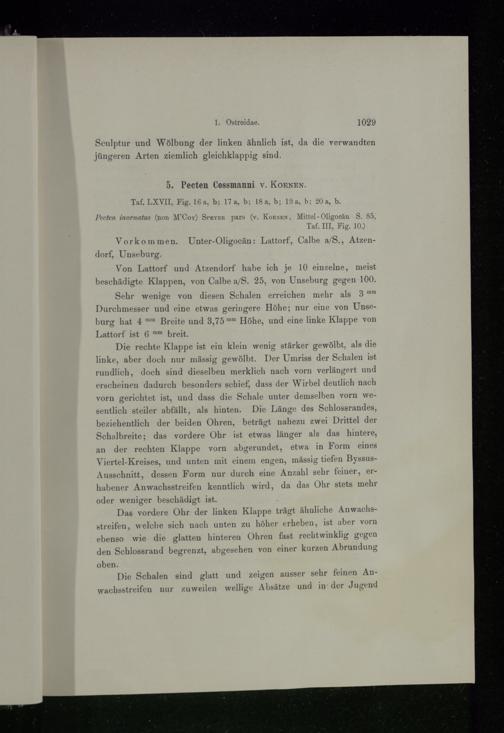 1. Ostreidae. 1029
Sculptur und Wölbung der linken ähnlich ist, da die verwandten
jüngeren Arten ziemlich gleichklappig sind.
5. Pecten Cossmanni v. Koenen.
Taf. LXVII, Fig. 16 a, b; 17 a, b; 18 a, b; 19 a, b; 20 a, b.
Pecten inornatus (non M'Coy) Speyer pars (v. Koenen, Mittel-Oligocän S. 85,
Taf. III, Fig. 10.)
Vorkommen. Unter-Oligocän: Lattorf, Calbe a/S., Atzen-
dorf, Unseburg.
Von Lattorf und Atzendorf habe ich je 10 einzelne, meist
beschädigte Klappen, von Calbe a/S. 25, von Unseburg gegen 100.
Sehr wenige von diesen Schalen erreichen mehr als 3 mm
Durchmesser und eine etwas geringere Höhe; nur eine von Unse-
burg hat 4 mm Breite und 3,75 mm Höhe, und eine linke Klappe von
Lattorf ist 6 mm breit.
Die rechte Klappe ist ein klein wenig stärker gewölbt, als die
linke, aber doch nur mässig gewölbt. Der Umriss der Schalen ist
rundlich, doch sind dieselben merklich nach vorn verlängert und
erscheinen dadurch besonders schief, dass der Wirbel deutlich nach
vorn gerichtet ist, und dass die Schale unter demselben vorn we-
sentlich steiler abfällt, als hinten. Die Länge des Schlossrandes,
beziehentlich der beiden Ohren, beträgt nahezu zwei Drittel der
Schalbreite; das vordere Ohr ist etwas länger als das hintere,
an der rechten Klappe vorn abgerundet, etwa in Form eines
Viertel-Kreises, und unten mit einem engen, mässig tiefen Byssus-
Ausschnitt, dessen Form nur durch eine Anzahl sehr feiner, er-
habener Anwachsstreifen kenntlich wird, da das Ohr stets mehr
oder weniger beschädigt ist.
Das vordere Ohr der linken Klappe trägt ähnliche Anwachs-
streifen, welche sich nach unten zu höher erheben, ist aber vorn
ebenso wie die glatten hinteren Ohren fast rechtwinklig gegen
den Schlossrand begrenzt, abgesehen von einer kurzen Abrundung
oben.
Die Schalen sind glatt und zeigen ausser sehr feinen An-
wachsstreifen nur zuweilen wellige Absätze und in der Jugend